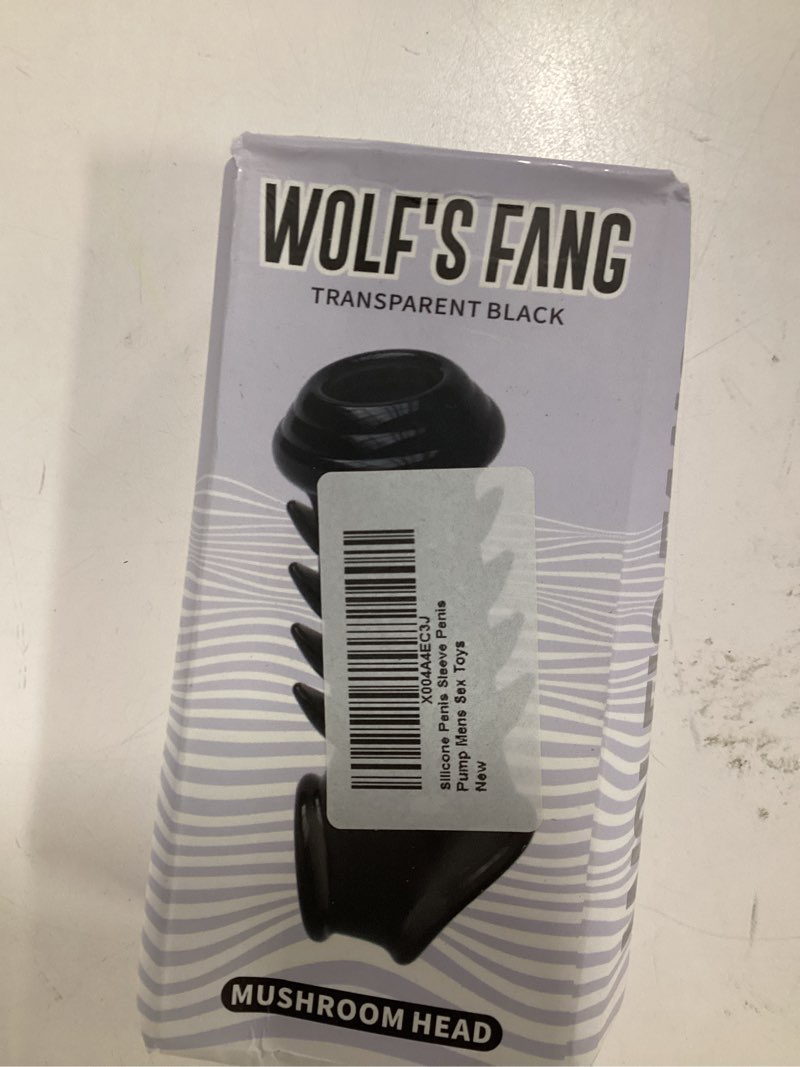 WOLF'S FANG
TRANSPARENT BLACK
X004A4EC3J
Silicone Penis Sleeve Penis
Pump Mens Sex Toys
New
MUSHROOM HEAD